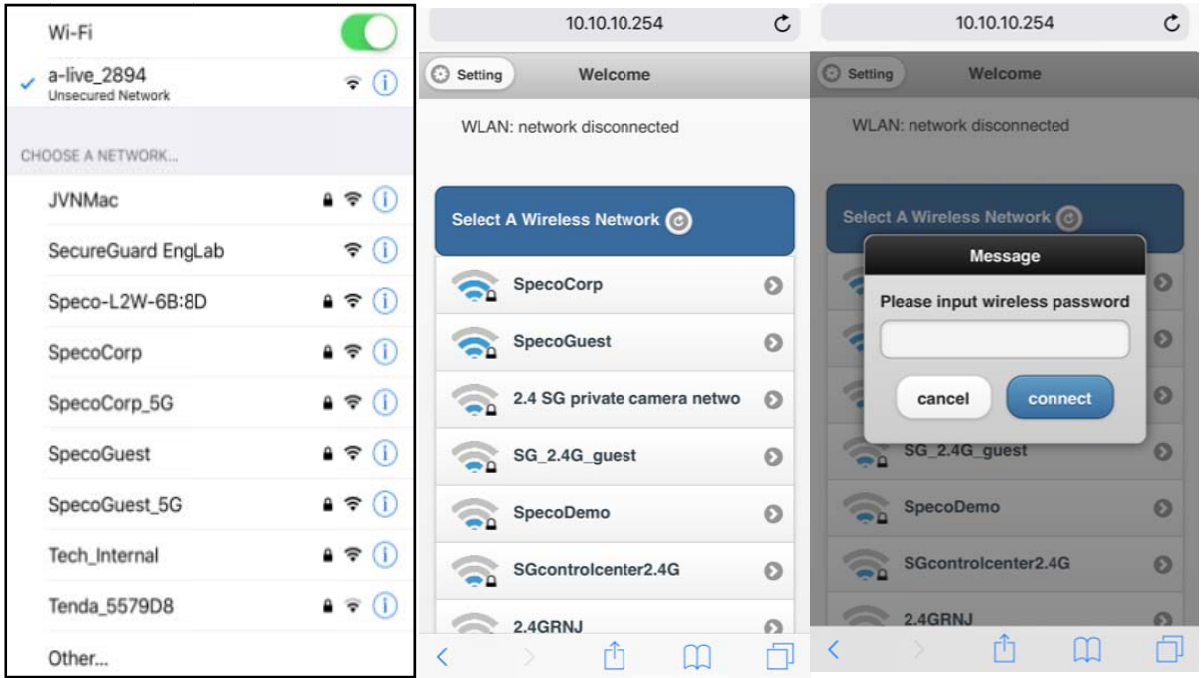 Wi-Fi
a-live_2894
Unsecured Network
CHOOSE A NETWORK...
JVNMac
SecureGuard EngLab
Speco-L2W-6B:8D
SpecoCorp
SpecoCorp_5G
SpecoGuest
SpecoGuest_5G
Tech_Internal
Tenda_5579D8
Other...
10.10.10.254
Setting
Welcome
WLAN: network disconnected
Select A Wireless Network
SpecoCorp
SpecoGuest
2.4 SG private camera netwo
SG_2.4G_guest
SpecoDemo
SGcontrolcenter2.4G
2.4GRNJ
10.10.10.254
Setting
Welcome
WLAN: network disconnected
Select A Wireless Network
Message
Please input wireless password
cancel
connect
SG_2.4G_guest
SpecoDemo
SGcontrolcenter2.4G
2.4GRNJ